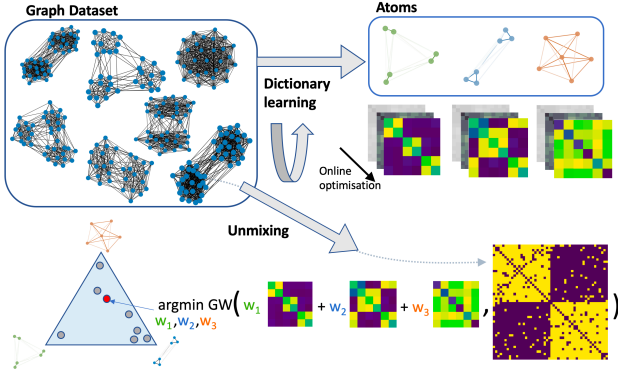 Graph Dataset
Atoms
Dictionary
learning
Online
optimisation
Unmixing
argmin GW ( w1 + w2 + w3 , )
w1,w2,w3